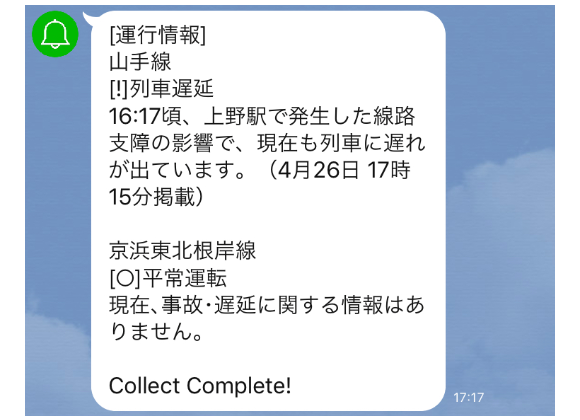 [運行情報]
山手線
[!]列車遅延
16:17頃、上野駅で発生した線路
支障の影響で、現在も列車に遅れ
が出ています。（4月26日 17時
15分掲載）
京浜東北根岸線
[○]平常運転
現在､事故･遅延に関する情報はあ
りません。
Collect Complete!
17:17